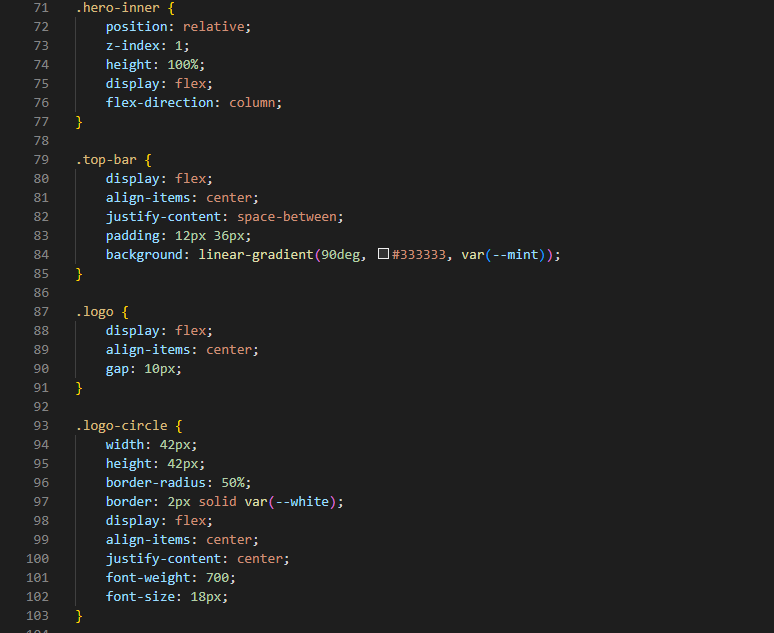 71 .hero-inner {
72     position: relative;
73     z-index: 1;
74     height: 100%;
75     display: flex;
76     flex-direction: column;
77 }
78
79 .top-bar {
80     display: flex;
81     align-items: center;
82     justify-content: space-between;
83     padding: 12px 36px;
84     background: linear-gradient(90deg, #333333, var(--mint));
85 }
86
87 .logo {
88     display: flex;
89     align-items: center;
90     gap: 10px;
91 }
92
93 .logo-circle {
94     width: 42px;
95     height: 42px;
96     border-radius: 50%;
97     border: 2px solid var(--white);
98     display: flex;
99     align-items: center;
100     justify-content: center;
101     font-weight: 700;
102     font-size: 18px;
103 }